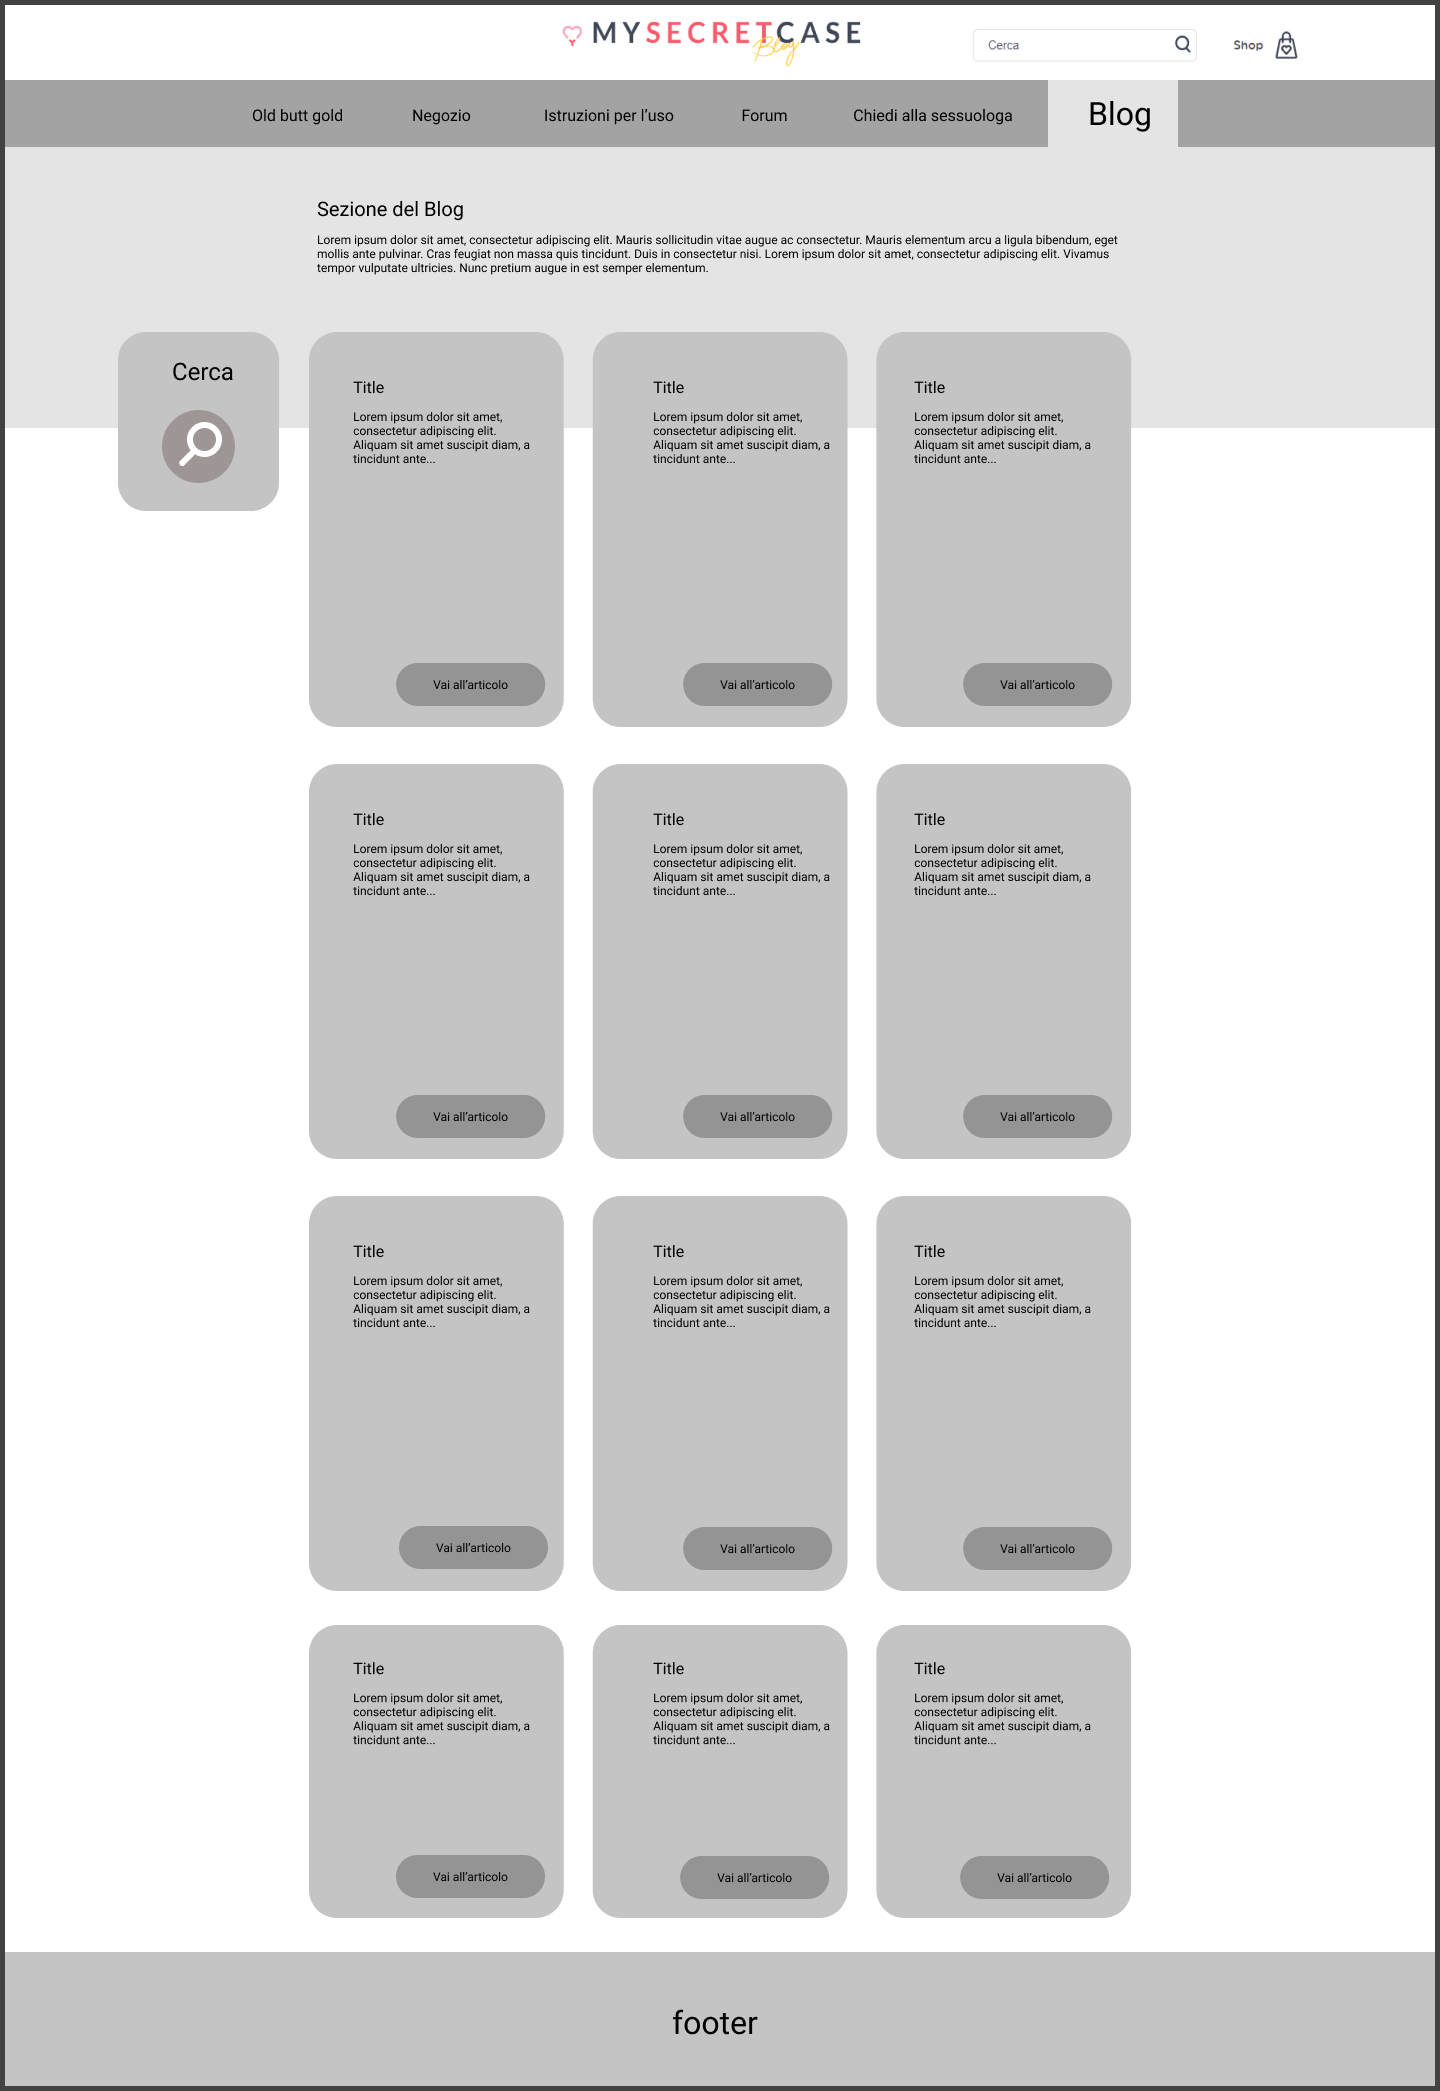 MYSECRETCASE
Blog
Cerca
Shop
Old butt gold
Negozio
Istruzioni per l'uso
Forum
Chiedi alla sessuologa
Blog
Sezione del Blog
Lorem ipsum dolor sit amet, consectetur adipiscing elit. Mauris sollicitudin vitae augue ac consectetur. Mauris elementum arcu a ligula bibendum, eget
mollis ante pulvinar. Cras feugiat non massa quis tincidunt. Duis in consectetur nisi. Lorem ipsum dolor sit amet, consectetur adipiscing elit. Vivamus
tempor vulputate ultricies. Nunc pretium augue in est semper elementum.
Cerca
Title
Lorem ipsum dolor sit amet,
consectetur adipiscing elit.
Aliquam sit amet suscipit diam, a
tincidunt ante...
Vai all'articolo
Title
Lorem ipsum dolor sit amet,
consectetur adipiscing elit.
Aliquam sit amet suscipit diam, a
tincidunt ante...
Vai all'articolo
Title
Lorem ipsum dolor sit amet,
consectetur adipiscing elit.
Aliquam sit amet suscipit diam, a
tincidunt ante...
Vai all'articolo
Title
Lorem ipsum dolor sit amet,
consectetur adipiscing elit.
Aliquam sit amet suscipit diam, a
tincidunt ante...
Vai all'articolo
Title
Lorem ipsum dolor sit amet,
consectetur adipiscing elit.
Aliquam sit amet suscipit diam, a
tincidunt ante...
Vai all'articolo
Title
Lorem ipsum dolor sit amet,
consectetur adipiscing elit.
Aliquam sit amet suscipit diam, a
tincidunt ante...
Vai all'articolo
Title
Lorem ipsum dolor sit amet,
consectetur adipiscing elit.
Aliquam sit amet suscipit diam, a
tincidunt ante...
Vai all'articolo
Title
Lorem ipsum dolor sit amet,
consectetur adipiscing elit.
Aliquam sit amet suscipit diam, a
tincidunt ante...
Vai all'articolo
Title
Lorem ipsum dolor sit amet,
consectetur adipiscing elit.
Aliquam sit amet suscipit diam, a
tincidunt ante...
Vai all'articolo
Title
Lorem ipsum dolor sit amet,
consectetur adipiscing elit.
Aliquam sit amet suscipit diam, a
tincidunt ante...
Vai all'articolo
Title
Lorem ipsum dolor sit amet,
consectetur adipiscing elit.
Aliquam sit amet suscipit diam, a
tincidunt ante...
Vai all'articolo
Title
Lorem ipsum dolor sit amet,
consectetur adipiscing elit.
Aliquam sit amet suscipit diam, a
tincidunt ante...
Vai all'articolo
footer